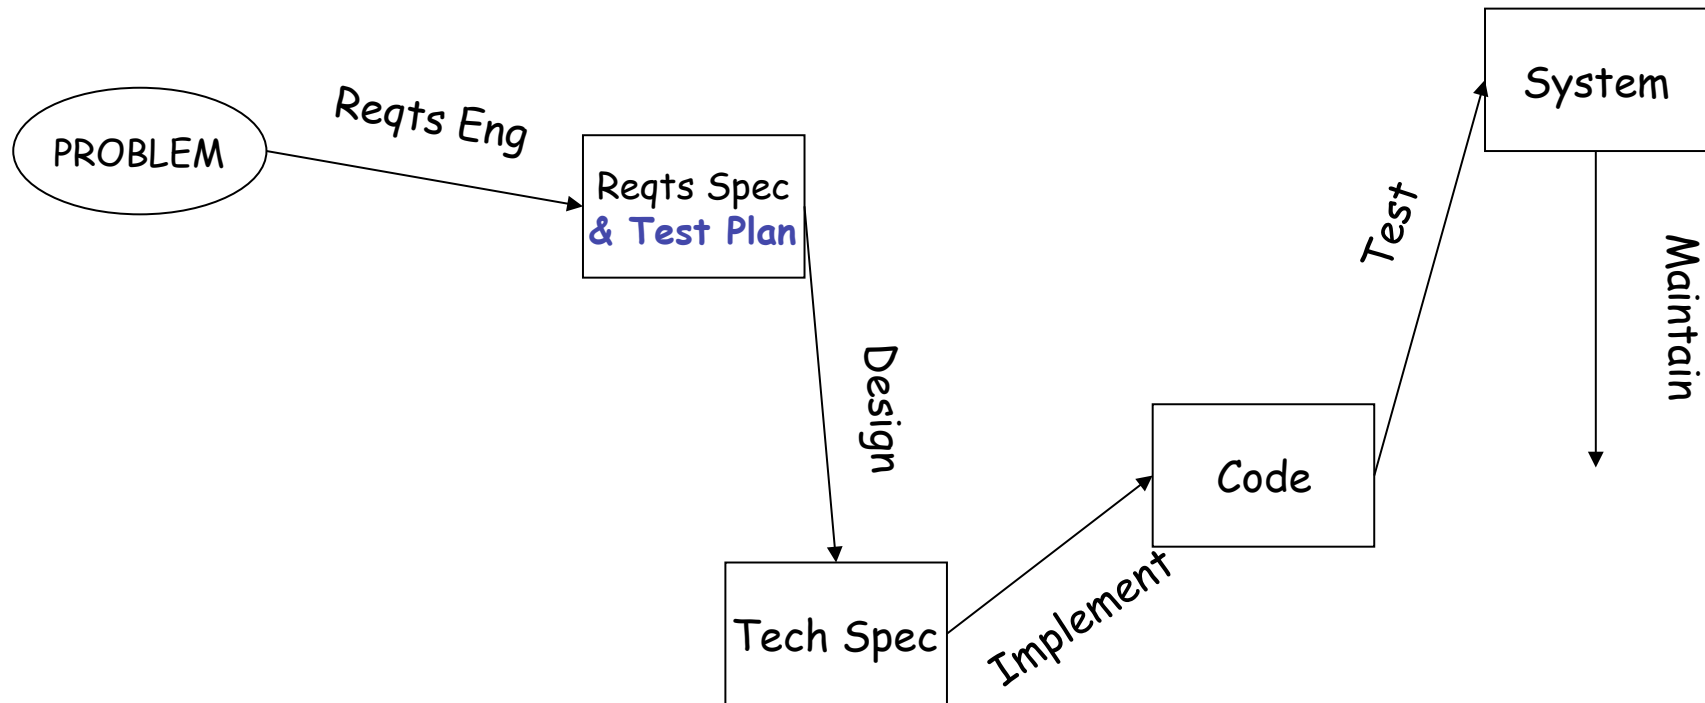 PROBLEM
Reqts Eng
Reqts Spec
& Test Plan
Design
Tech Spec
Implement
Code
Test
System
Maintain